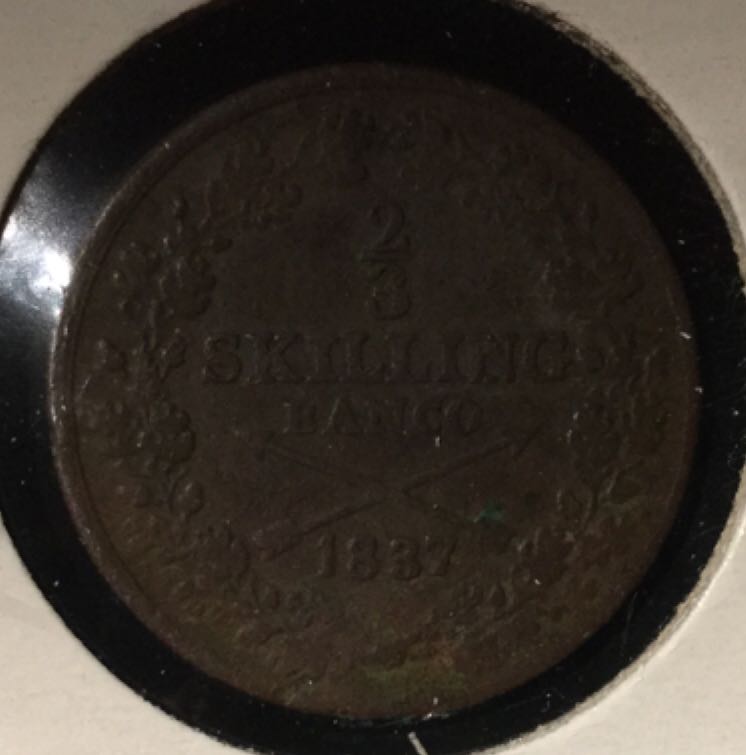 2/3
SKILLING
BANCO
1837